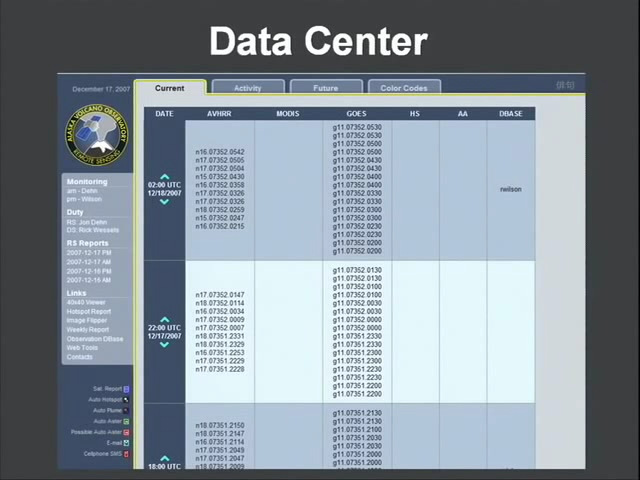 Data Center
December 17, 2007
Current
Activity
Future
Color Codes
ALASKA VOLCANO OBSERVATORY
REMOTE SENSING
Monitoring
am - Dehn
pm - Wilson
Duty
RS: Jon Dehn
DS: Rick Wessels
RS Reports
2007-12-17 PM
2007-12-17 AM
2007-12-16 PM
2007-12-16 AM
Links
40x40 Viewer
Hotspot Report
Image Flipper
Weekly Report
Observation DBase
Web Tools
Contacts
Sat. Report
Auto Hotspot
Auto Plume
Auto Aster
Possible Auto Aster
E-mail
Cellphone SMS
DATE AVHRR MODIS GOES HS AA DBASE
02:00 UTC
12/18/2007
n16.07352.0542
n17.07352.0505
n17.07352.0504
n15.07352.0430
n16.07352.0358
n17.07352.0326
n17.07352.0326
n18.07352.0259
n15.07352.0247
n16.07352.0215
g11.07352.0530
g11.07352.0530
g11.07352.0500
g11.07352.0500
g11.07352.0430
g11.07352.0400
g11.07352.0400
g11.07352.0330
g11.07352.0330
g11.07352.0300
g11.07352.0300
g11.07352.0230
g11.07352.0230
g11.07352.0200
g11.07352.0200
rwilson
22:00 UTC
12/17/2007
n17.07352.0147
n18.07352.0114
n16.07352.0034
n17.07352.0009
n17.07352.0007
n18.07351.2331
n18.07351.2329
n16.07351.2253
n17.07351.2229
n17.07351.2228
g11.07352.0130
g11.07352.0130
g11.07352.0100
g11.07352.0100
g11.07352.0030
g11.07352.0030
g11.07352.0000
g11.07352.0000
g11.07351.2330
g11.07351.2300
g11.07351.2300
g11.07351.2230
g11.07351.2230
g11.07351.2200
g11.07351.2200
18:00 UTC
n18.07351.2150
n18.07351.2147
n16.07351.2114
n17.07351.2049
n17.07351.2047
n18.07351.2009
g11.07351.2130
g11.07351.2130
g11.07351.2100
g11.07351.2030
g11.07351.2030
g11.07351.2000
g11.07351.2000